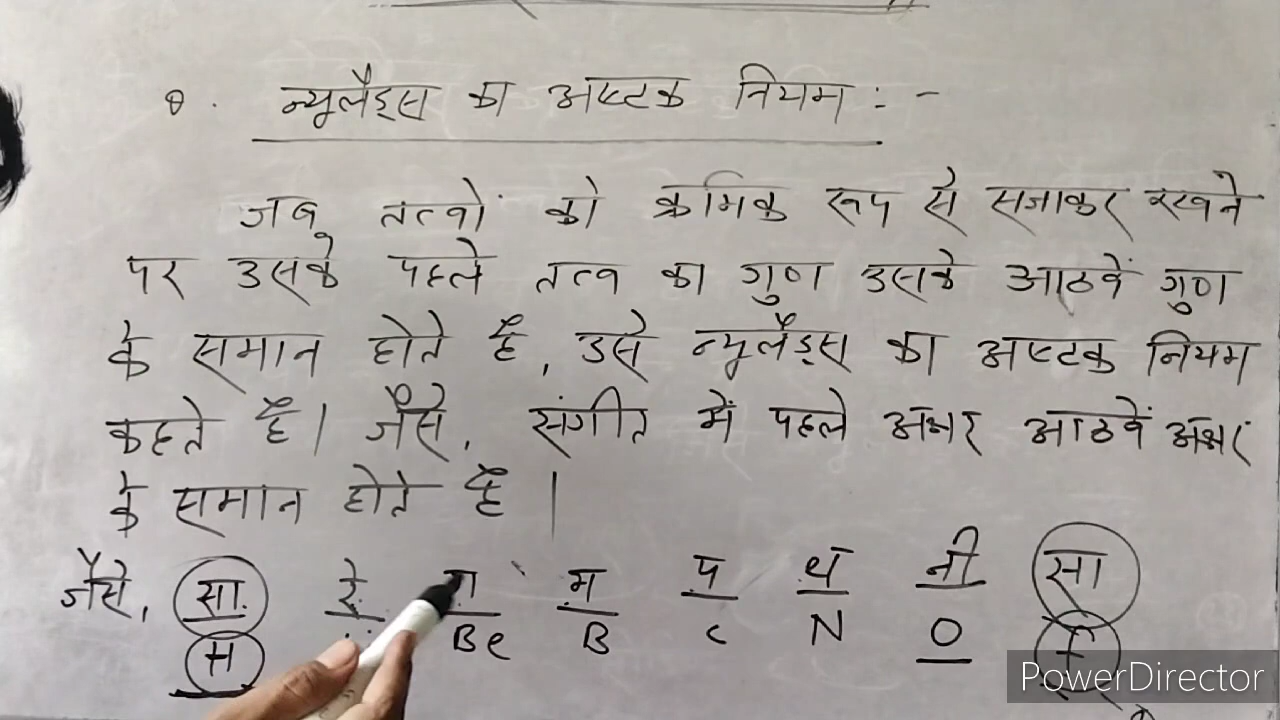 न्यूलैंड्स का अष्टक नियम : -
जब तत्वों को क्रमिक रूप से सजाकर रखने
पर उसके पहले तत्व का गुण उसके आठवें गुण
के समान होते है, उसे न्यूलैंड्स का अष्टक नियम
कहते है। जैसे, संगीत में पहले अक्षर आठवें अक्षर
के समान होते है।
जैसे, सा रे ग म प ध नी सा
H Be B C N O F
PowerDirector